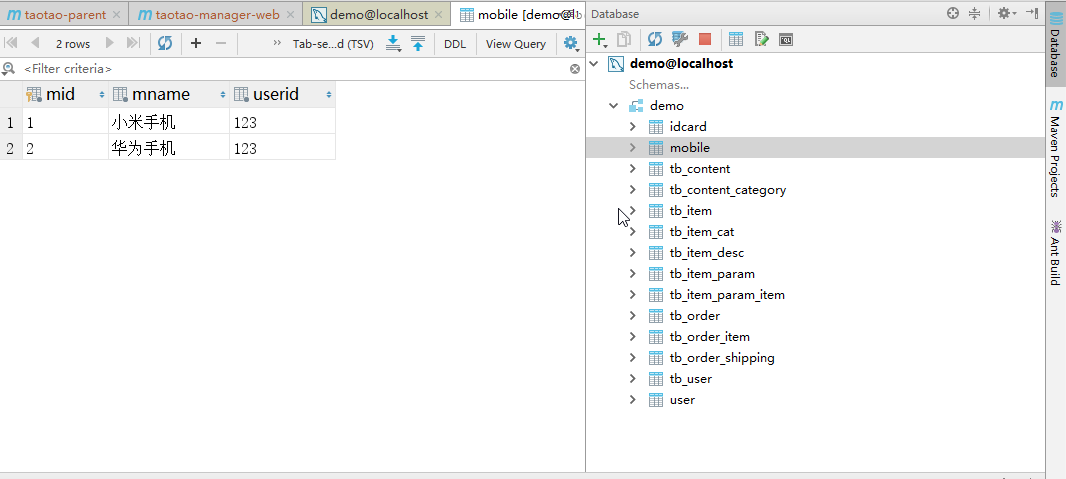 taotao-parent
taotao-manager-web
demo@localhost
mobile [demo
2 rows
Tab-se...d (TSV)
DDL
View Query
<Filter criteria>
mid
mname
userid
1 1 小米手机 123
2 2 华为手机 123
Database
demo@localhost
Schemas...
demo
idcard
mobile
tb_content
tb_content_category
tb_item
tb_item_cat
tb_item_desc
tb_item_param
tb_item_param_item
tb_order
tb_order_item
tb_order_shipping
tb_user
user
Database
Maven Projects
Ant Build